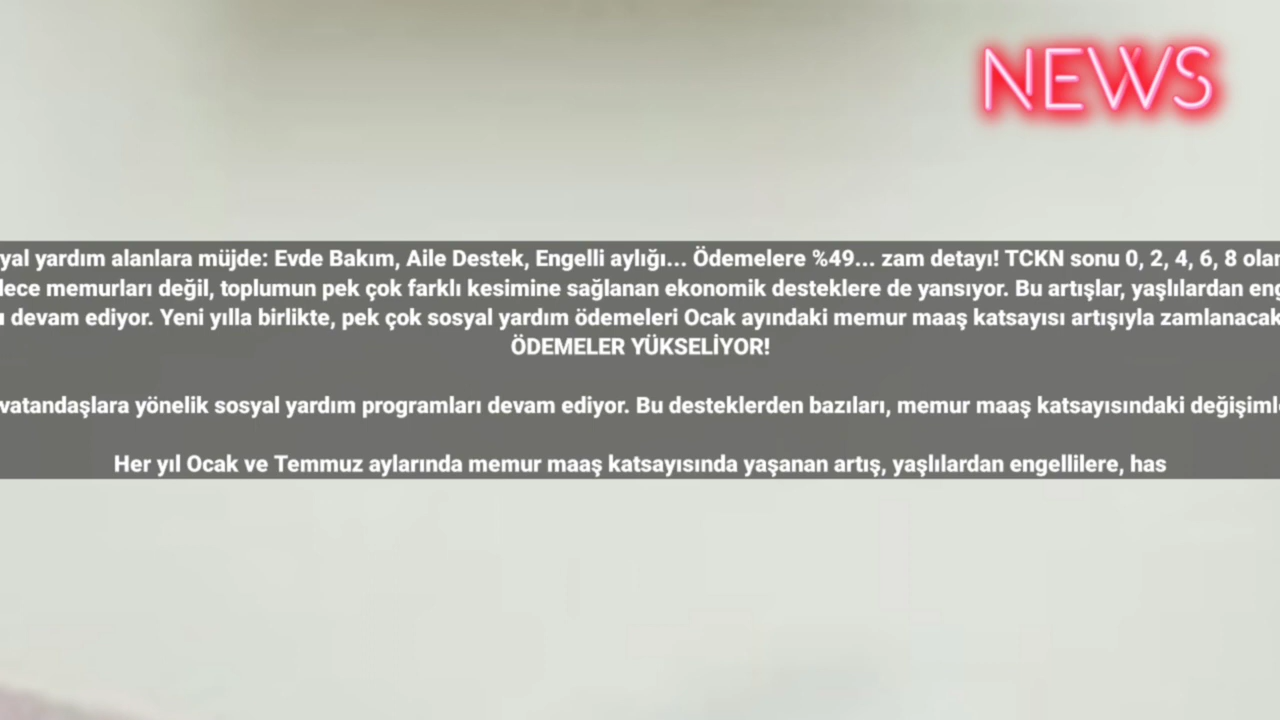 NEWS
yal yardım alanlara müjde: Evde Bakım, Aile Destek, Engelli aylığı... Ödemelere %49... zam detayı! TCKN sonu 0, 2, 4, 6, 8 olan
lece memurları değil, toplumun pek çok farklı kesimine sağlanan ekonomik desteklere de yansıyor. Bu artışlar, yaşlılardan eng
ı devam ediyor. Yeni yılla birlikte, pek çok sosyal yardım ödemeleri Ocak ayındaki memur maaş katsayısı artışıyla zamlanacak
ÖDEMELER YÜKSELİYOR!
vatandaşlara yönelik sosyal yardım programları devam ediyor. Bu desteklerden bazıları, memur maaş katsayısındaki değişiml
Her yıl Ocak ve Temmuz aylarında memur maaş katsayısında yaşanan artış, yaşlılardan engellilere, has